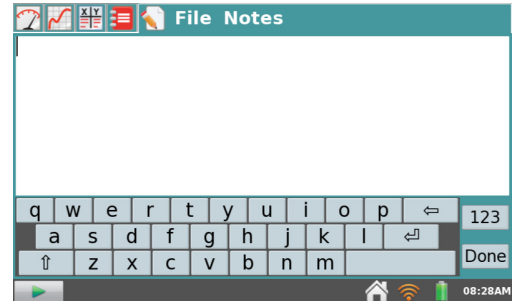 X Y File Notes
q w e r t y u i o p ⇦ 123
a s d f g h j k l ⏎
⇧ z x c v b n m Done
08:28AM